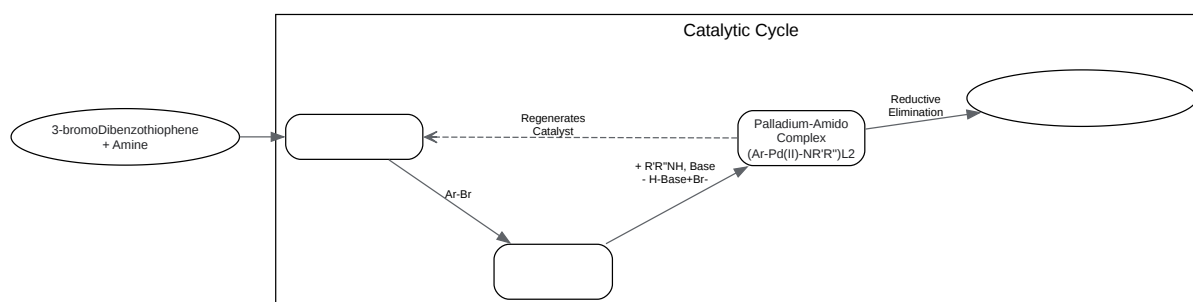 Catalytic Cycle
3-bromoDibenzothiophene
+ Amine
Regenerates
Catalyst
Palladium-Amido
Complex
(Ar-Pd(II)-NR'R")L2
Reductive
Elimination
+ R'R"NH, Base
- H-Base+Br-
Ar-Br